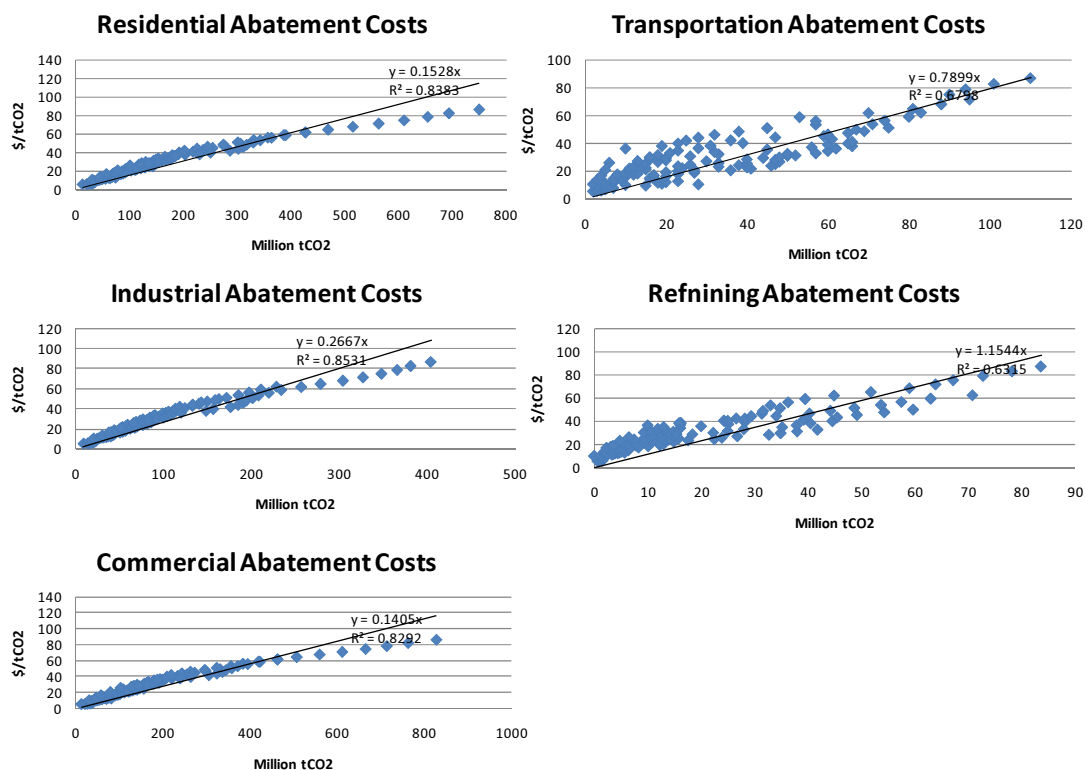 Residential Abatement Costs
140
120
100
80
60
40
20
0
$/tCO2
y = 0.1528x
R² = 0.8383
0 100 200 300 400 500 600 700 800
Million tCO2
Transportation Abatement Costs
100
80
60
40
20
0
$/tCO2
y = 0.7899x
R² = 0.6798
0 20 40 60 80 100 120
Million tCO2
Industrial Abatement Costs
120
100
80
60
40
20
0
$/tCO2
y = 0.2667x
R² = 0.8531
0 100 200 300 400 500
Million tCO2
Refnining Abatement Costs
120
100
80
60
40
20
0
$/tCO2
y = 1.1544x
R² = 0.6315
0 10 20 30 40 50 60 70 80 90
Million tCO2
Commercial Abatement Costs
140
120
100
80
60
40
20
0
$/tCO2
y = 0.1405x
R² = 0.8292
0 200 400 600 800 1000
Million tCO2